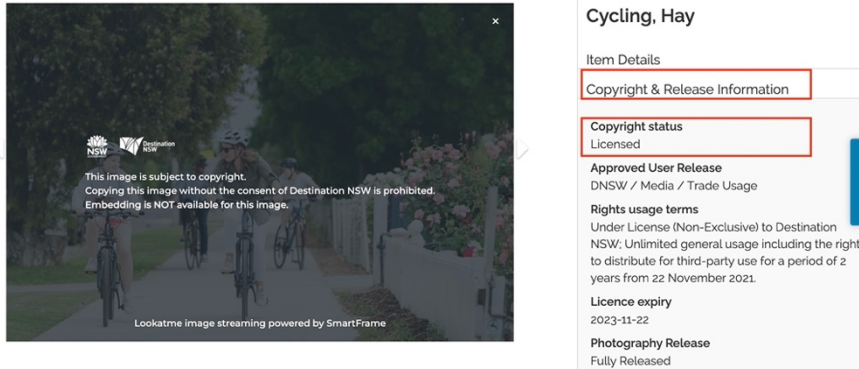 ×
NSW
Destination
NSW
This image is subject to copyright.
Copying this image without the consent of Destination NSW is prohibited.
Embedding is NOT available for this image.
Lookatme image streaming powered by SmartFrame
Cycling, Hay
Item Details
Copyright & Release Information
Copyright status
Licensed
Approved User Release
DNSW / Media / Trade Usage
Rights usage terms
Under License (Non-Exclusive) to Destination
NSW; Unlimited general usage including the right
to distribute for third-party use for a period of 2
years from 22 November 2021.
Licence expiry
2023-11-22
Photography Release
Fully Released